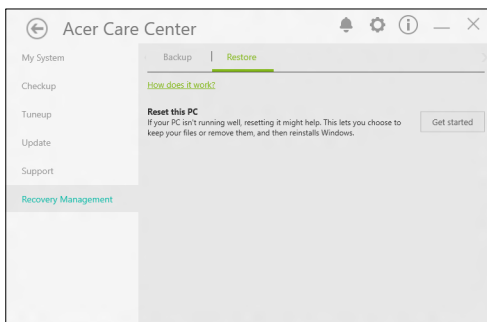 Acer Care Center
My System
Backup
Restore
Checkup
How does it work?
Tuneup
Reset this PC
If your PC isn't running well, resetting it might help. This lets you choose to
keep your files or remove them, and then reinstalls Windows.
Get started
Update
Support
Recovery Management